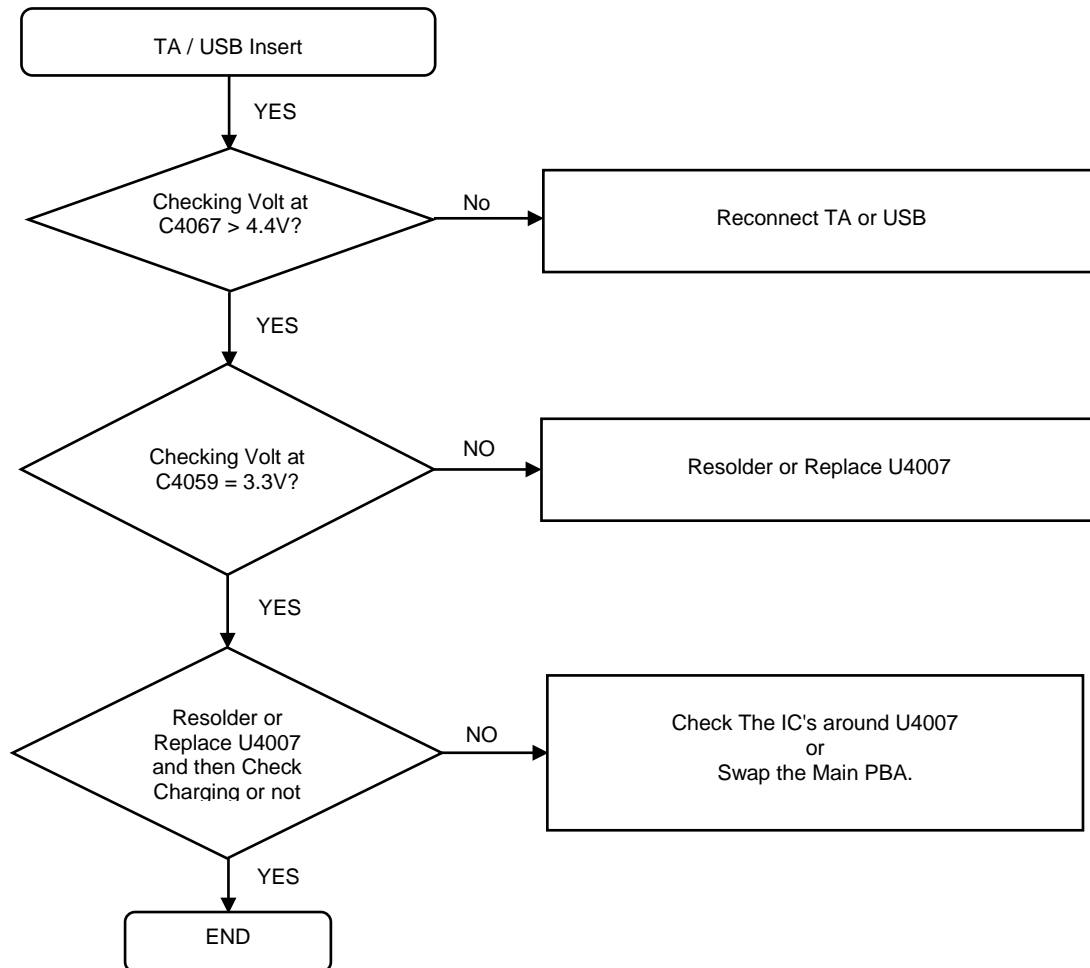 TA / USB Insert
YES
Checking Volt at
C4067 > 4.4V?
No
Reconnect TA or USB
YES
Checking Volt at
C4059 = 3.3V?
NO
Resolder or Replace U4007
YES
Resolder or
Replace U4007
and then Check
Charging or not
NO
Check The IC's around U4007
or
Swap the Main PBA.
YES
END